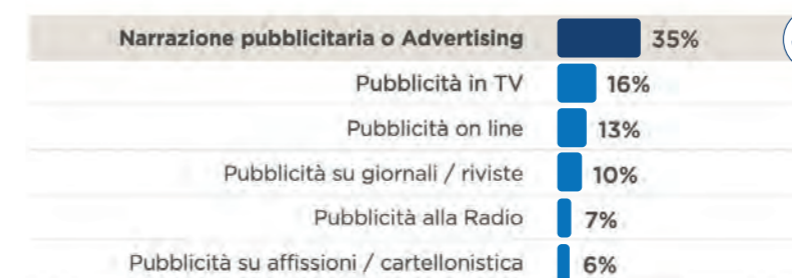 Narrazione pubblicitaria o Advertising 35%
Pubblicità in TV 16%
Pubblicità on line 13%
Pubblicità su giornali / riviste 10%
Pubblicità alla Radio 7%
Pubblicità su affissioni / cartellonistica 6%